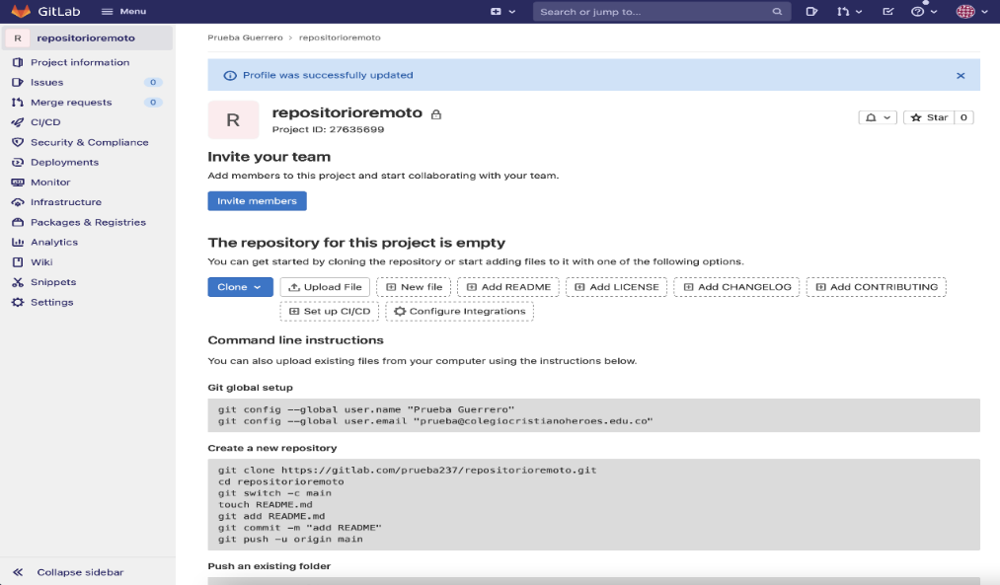 GitLab Menu Search or jump to...
R repositorioremoto
Project information
Issues 0
Merge requests 0
CI/CD
Security & Compliance
Deployments
Monitor
Infrastructure
Packages & Registries
Analytics
Wiki
Snippets
Settings
Collapse sidebar
Prueba Guerrero > repositorioremoto
Profile was successfully updated
R
repositorioremoto
Project ID: 27635699
Star 0
Invite your team
Add members to this project and start collaborating with your team.
Invite members
The repository for this project is empty
You can get started by cloning the repository or start adding files to it with one of the following options.
Clone Upload File New file Add README Add LICENSE Add CHANGELOG Add CONTRIBUTING
Set up CI/CD Configure Integrations
Command line instructions
You can also upload existing files from your computer using the instructions below.
Git global setup
git config --global user.name "Prueba Guerrero"
git config --global user.email "prueba@colegiocristianoheroes.edu.co"
Create a new repository
git clone https://gitlab.com/prueba237/repositorioremoto.git
cd repositorioremoto
git switch -c main
touch README.md
git add README.md
git commit -m "add README"
git push -u origin main
Push an existing folder